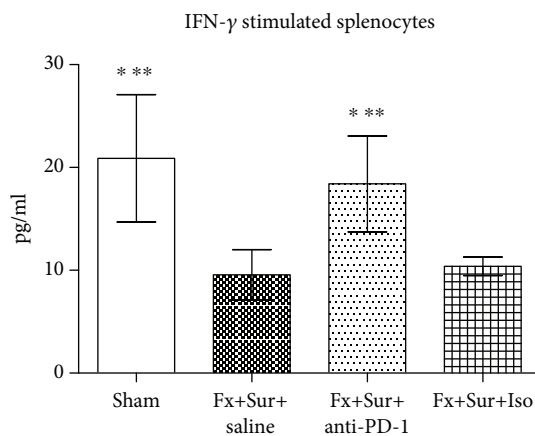 IFN-γ stimulated splenocytes
30
20
10
0
pg/ml
* **
* **
Sham
Fx+Sur+
saline
Fx+Sur+
anti-PD-1
Fx+Sur+Iso